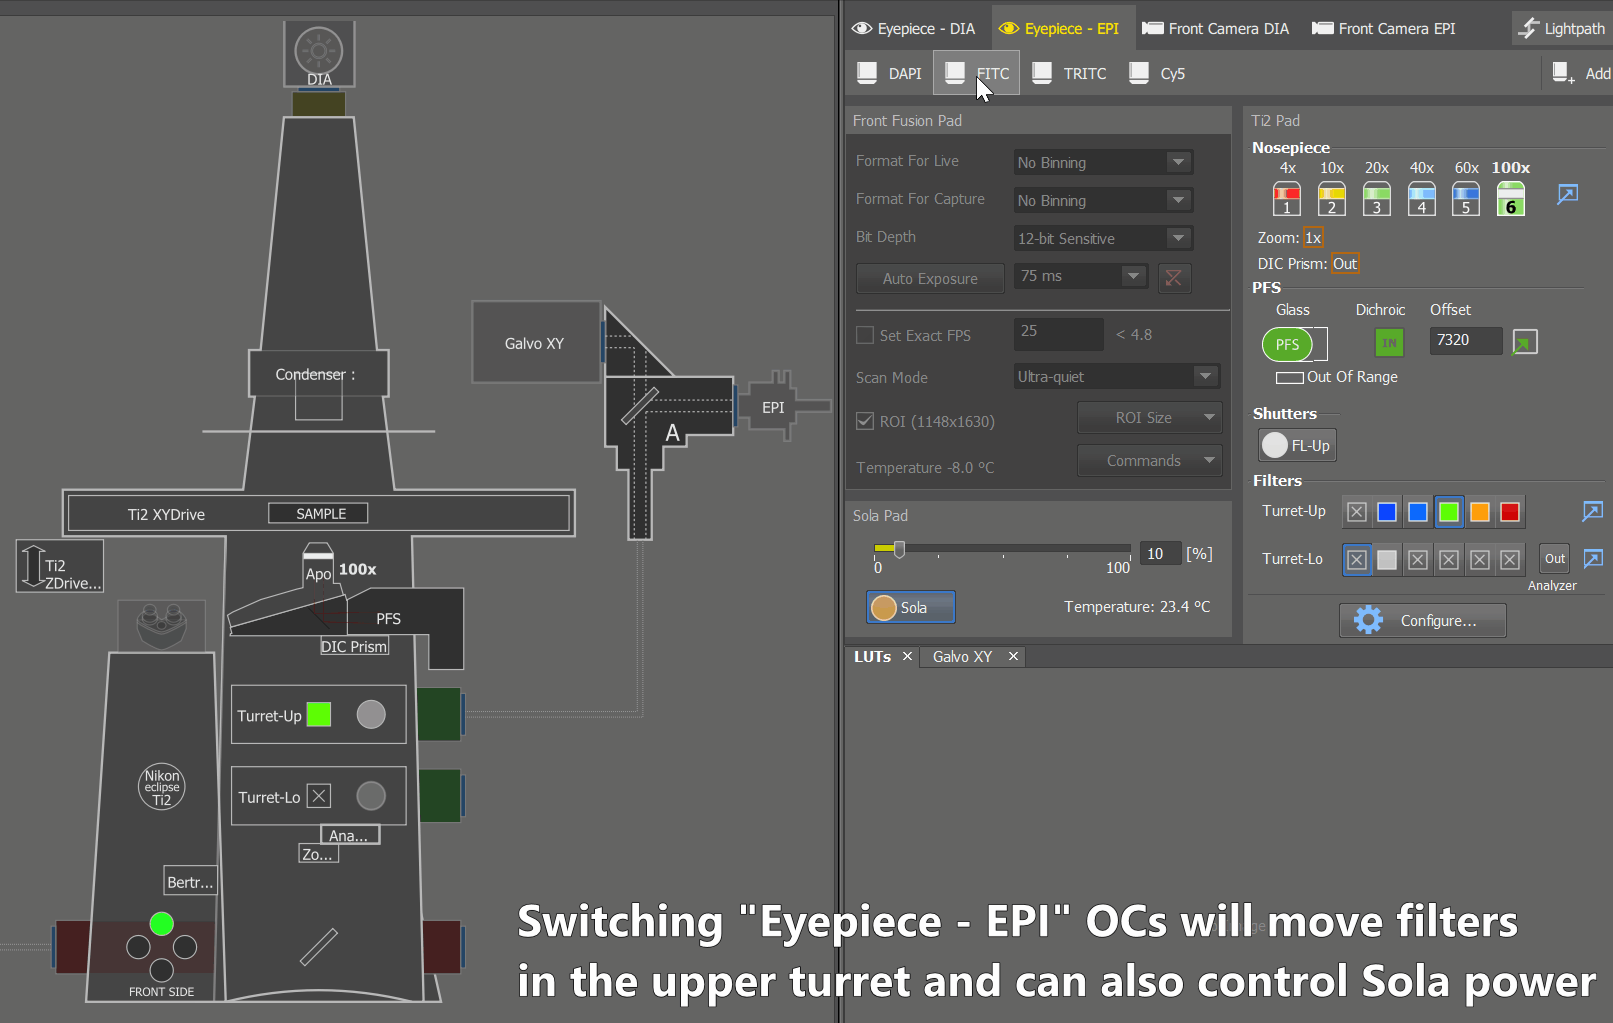 DIA
Condenser :
Galvo XY
EPI
A
Ti2 XYDrive
SAMPLE
Ti2
ZDrive...
Apo
100x
PFS
DIC Prism
Turret-Up
Turret-Lo
Ana...
Zo...
Nikon
eclipse
Ti2
Bertr...
FRONT SIDE
Eyepiece - DIA
Eyepiece - EPI
Front Camera DIA
Front Camera EPI
Lightpath
DAPI
FITC
TRITC
Cy5
Add
Front Fusion Pad
Format For Live
No Binning
Format For Capture
No Binning
Bit Depth
12-bit Sensitive
Auto Exposure
75 ms
Set Exact FPS
25
< 4.8
Scan Mode
Ultra-quiet
ROI (1148x1630)
ROI Size
Temperature -8.0 °C
Commands
Sola Pad
0
100
10
[%]
Sola
Temperature: 23.4 °C
Ti2 Pad
Nosepiece
4x 10x 20x 40x 60x 100x
1 2 3 4 5 6
Zoom: 1x
DIC Prism: Out
PFS
Glass Dichroic Offset
PFS IN 7320
Out Of Range
Shutters
FL-Up
Filters
Turret-Up
Turret-Lo
Out
Analyzer
Configure...
LUTs
Galvo XY
Switching "Eyepiece - EPI" OCs will move filters
in the upper turret and can also control Sola power